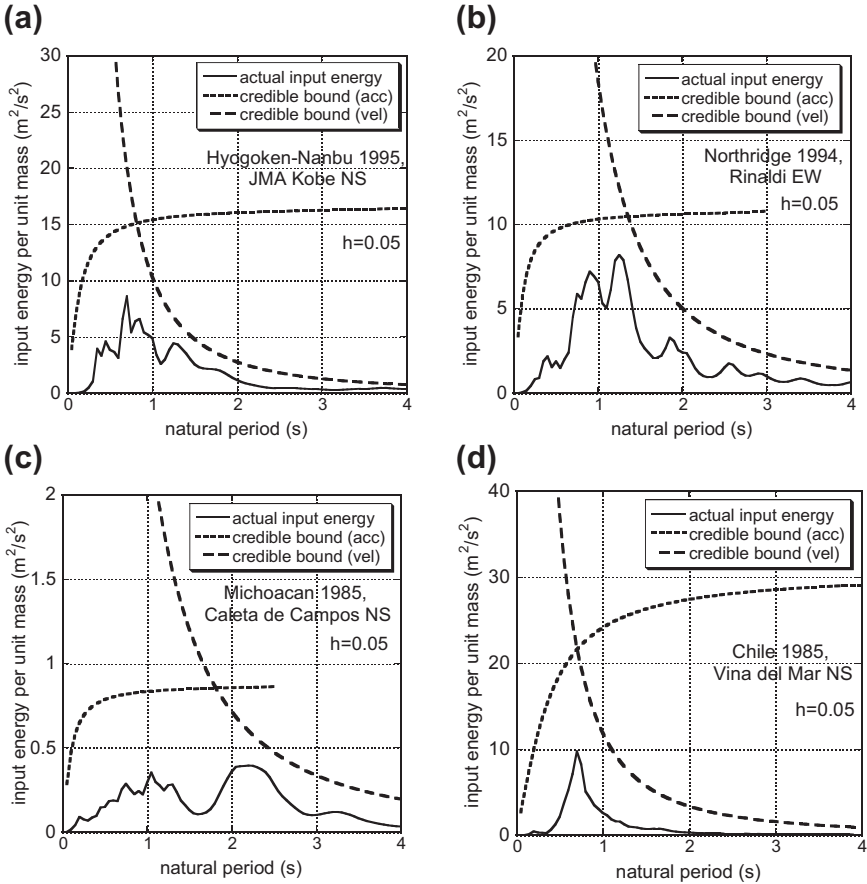 (a)
30
25
20
15
10
5
0
0
1
2
3
4
input energy per unit mass (m²/s²)
natural period (s)
actual input energy
credible bound (acc)
credible bound (vel)
Hyogoken-Nanbu 1995,
JMA Kobe NS
h=0.05
(b)
20
15
10
5
0
0
1
2
3
4
input energy per unit mass (m²/s²)
natural period (s)
actual input energy
credible bound (acc)
credible bound (vel)
Northridge 1994,
Rinaldi EW
h=0.05
(c)
2
1.5
1
0.5
0
0
1
2
3
4
input energy per unit mass (m²/s²)
natural period (s)
actual input energy
credible bound (acc)
credible bound (vel)
Michoacan 1985,
Caleta de Campos NS
h=0.05
(d)
40
30
20
10
0
0
1
2
3
4
input energy per unit mass (m²/s²)
natural period (s)
actual input energy
credible bound (acc)
credible bound (vel)
Chile 1985,
Vina del Mar NS
h=0.05